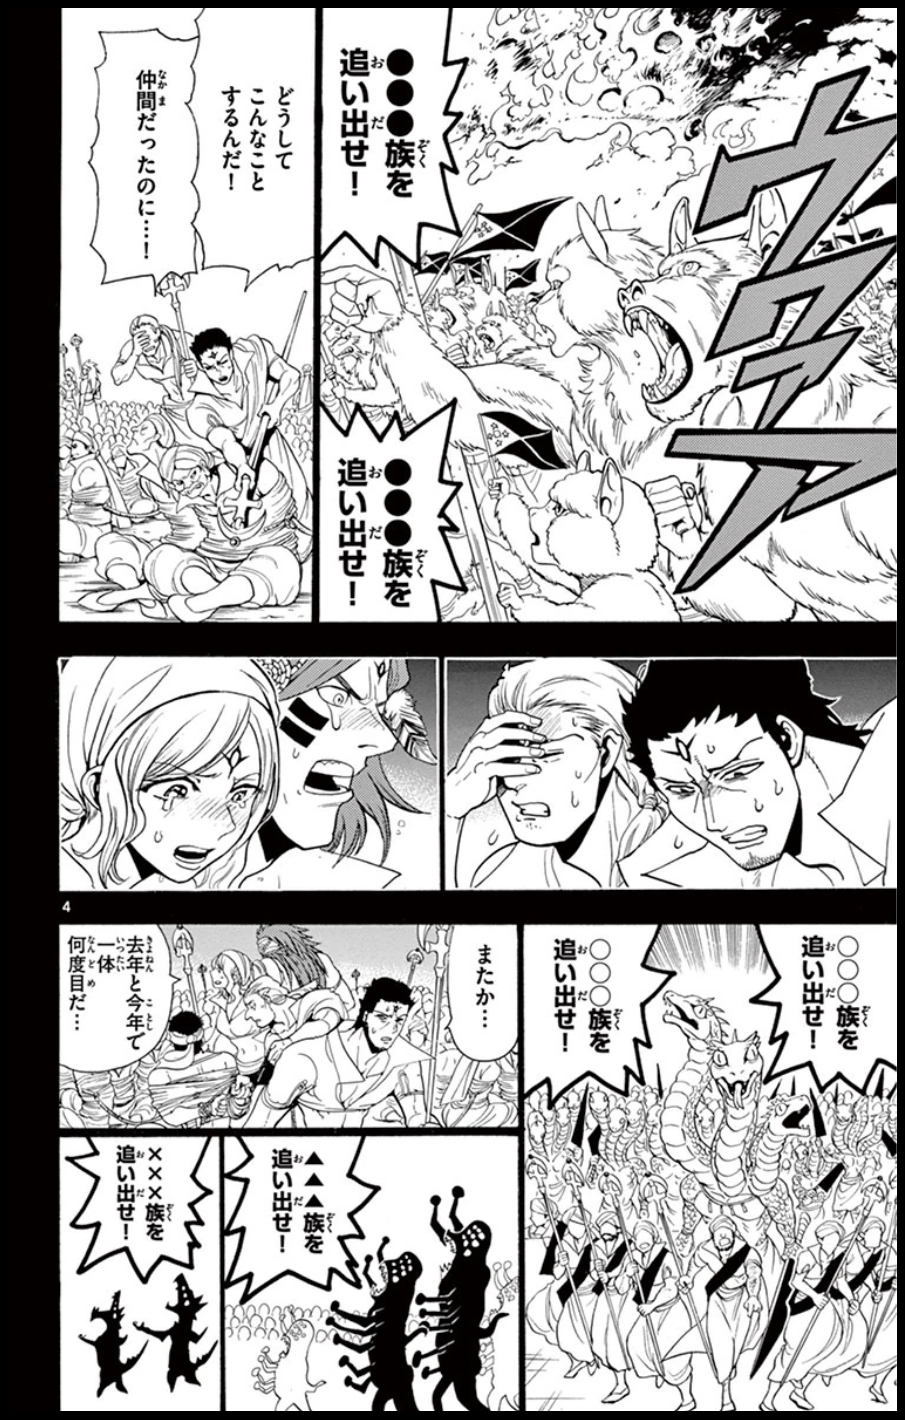 ウワアア
●●●族を
追い出せ！
●●●族を
追い出せ！
どうして
こんなこと
するんだ！
仲間だったのに…！
○○○族を
追い出せ！
○○○族を
追い出せ！
またか…
去年と今年で
一体
何度目だ…
▲▲▲族を
追い出せ！
×××族を
追い出せ！
4